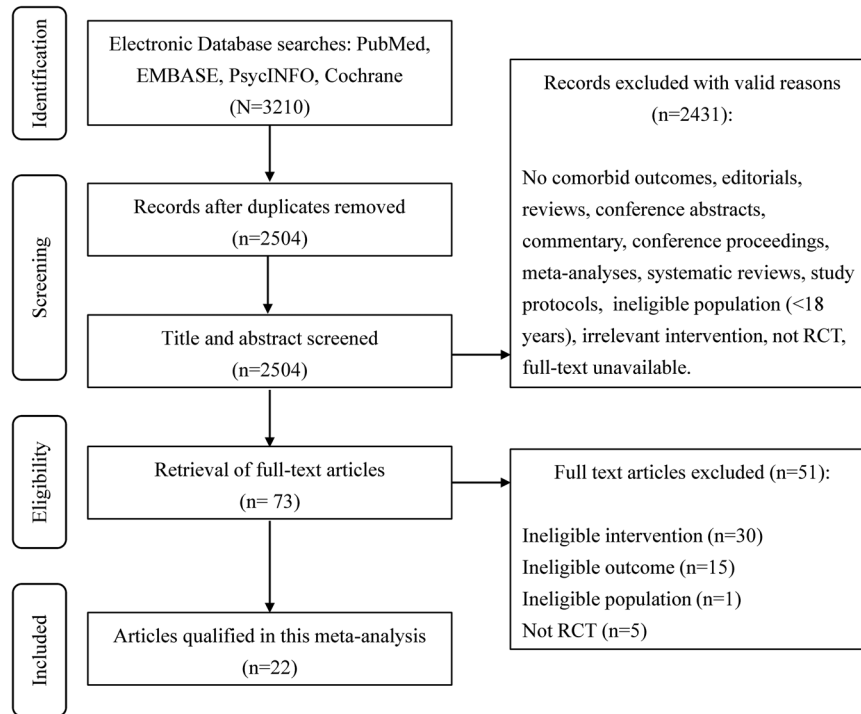 Identification
Electronic Database searches: PubMed,
EMBASE, PsycINFO, Cochrane
(N=3210)
Screening
Records after duplicates removed
(n=2504)
Title and abstract screened
(n=2504)
Records excluded with valid reasons
(n=2431):
No comorbid outcomes, editorials,
reviews, conference abstracts,
commentary, conference proceedings,
meta-analyses, systematic reviews, study
protocols, ineligible population (<18
years), irrelevant intervention, not RCT,
full-text unavailable.
Eligibility
Retrieval of full-text articles
(n= 73)
Full text articles excluded (n=51):
Ineligible intervention (n=30)
Ineligible outcome (n=15)
Ineligible population (n=1)
Not RCT (n=5)
Included
Articles qualified in this meta-analysis
(n=22)